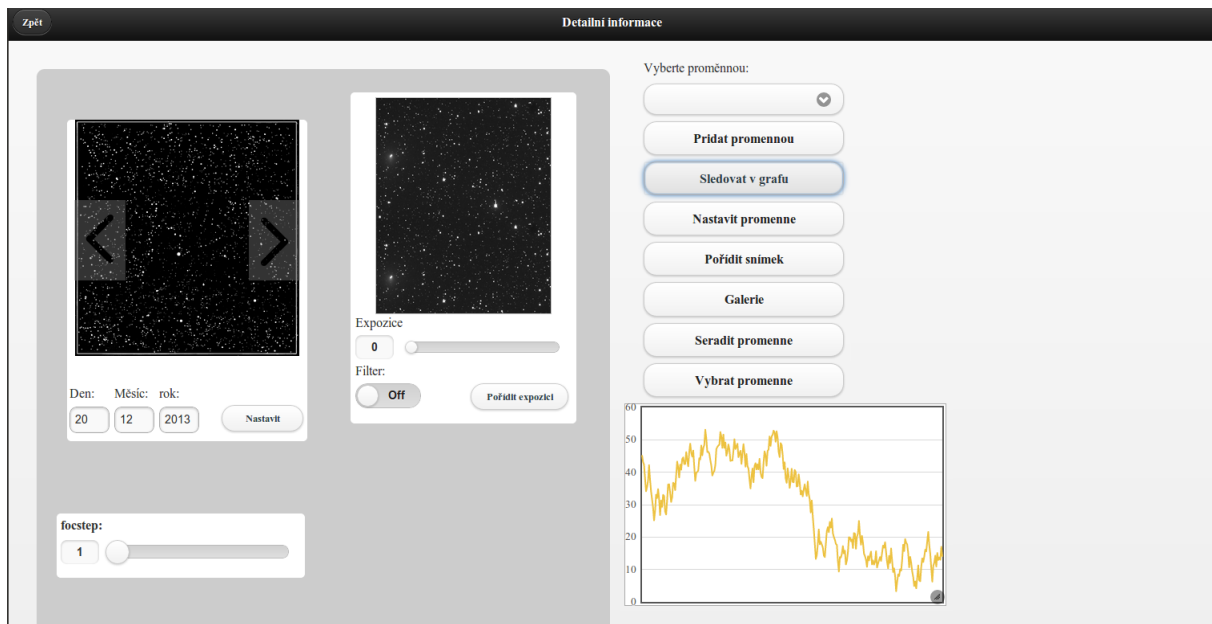 Zpět
Detailní informace
Den: Měsíc: rok:
20 12 2013 Nastavit
Expozice
0
Filter:
Off Pořídit expozici
focstep:
1
Vyberte proměnnou:
Pridat promennou
Sledovat v grafu
Nastavit promenne
Pořídit snímek
Galerie
Seradit promenne
Vybrat promenne
60
50
40
30
20
10
0